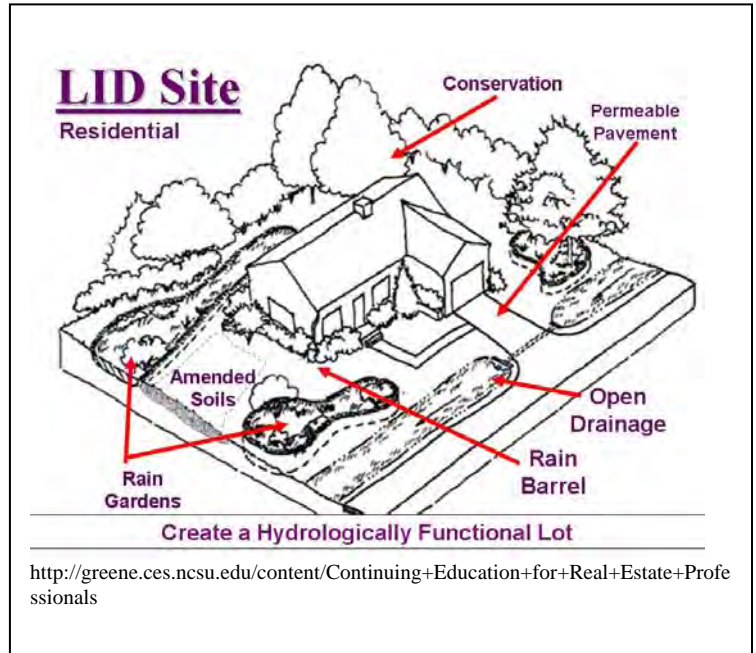 LID Site
Residential
Conservation
Permeable
Pavement
Amended
Soils
Open
Drainage
Rain
Barrel
Rain
Gardens
Create a Hydrologically Functional Lot
http://greene.ces.ncsu.edu/content/Continuing+Education+for+Real+Estate+Profe
ssionals